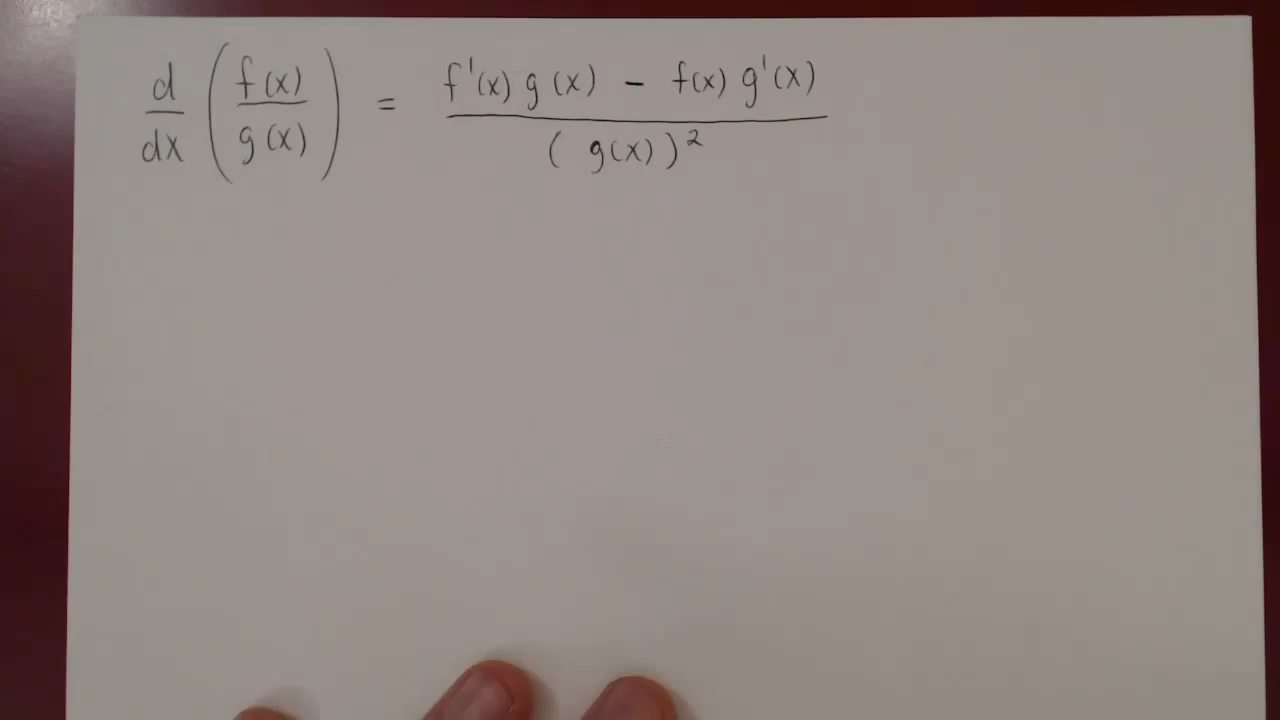 d/dx (f(x)/g(x)) = (f'(x) g(x) - f(x) g'(x))/(g(x))²